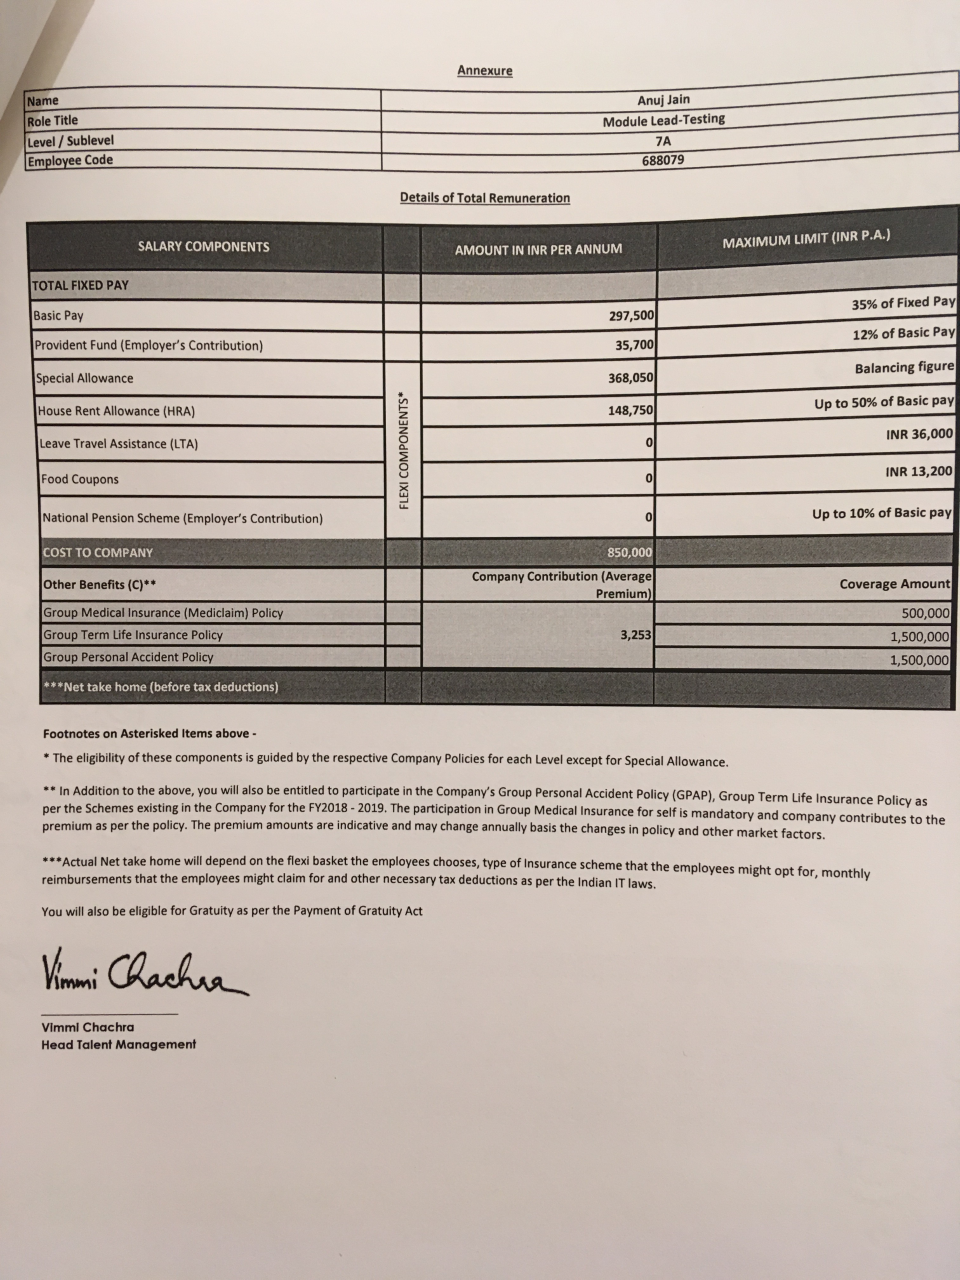 Annexure
Name Anuj Jain
Role Title Module Lead-Testing
Level / Sublevel 7A
Employee Code 688079
Details of Total Remuneration
SALARY COMPONENTS AMOUNT IN INR PER ANNUM MAXIMUM LIMIT (INR P.A.)
TOTAL FIXED PAY
Basic Pay 297,500 35% of Fixed Pay
Provident Fund (Employer's Contribution) 35,700 12% of Basic Pay
FLEXI COMPONENTS*
Special Allowance 368,050 Balancing figure
House Rent Allowance (HRA) 148,750 Up to 50% of Basic pay
Leave Travel Assistance (LTA) 0 INR 36,000
Food Coupons 0 INR 13,200
National Pension Scheme (Employer's Contribution) 0 Up to 10% of Basic pay
COST TO COMPANY 850,000
Other Benefits (C)** Company Contribution (Average
Premium) Coverage Amount
Group Medical Insurance (Mediclaim) Policy 500,000
Group Term Life Insurance Policy 3,253 1,500,000
Group Personal Accident Policy 1,500,000
***Net take home (before tax deductions)
Footnotes on Asterisked Items above -
* The eligibility of these components is guided by the respective Company Policies for each Level except for Special Allowance.
** In Addition to the above, you will also be entitled to participate in the Company's Group Personal Accident Policy (GPAP), Group Term Life Insurance Policy as
per the Schemes existing in the Company for the FY2018 - 2019. The participation in Group Medical Insurance for self is mandatory and company contributes to the
premium as per the policy. The premium amounts are indicative and may change annually basis the changes in policy and other market factors.
***Actual Net take home will depend on the flexi basket the employees chooses, type of Insurance scheme that the employees might opt for, monthly
reimbursements that the employees might claim for and other necessary tax deductions as per the Indian IT laws.
You will also be eligible for Gratuity as per the Payment of Gratuity Act
Vimmi Chachra
Vimmi Chachra
Head Talent Management